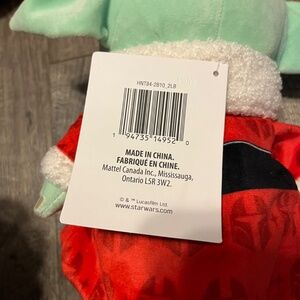 HNT84-2B10_2LB
1 94735 14952 0
MADE IN CHINA.
FABRIQUÉ EN CHINE.
Mattel Canada Inc., Mississauga,
Ontario L5R 3W2.
© & ™ Lucasfilm Ltd.
www.starwars.com